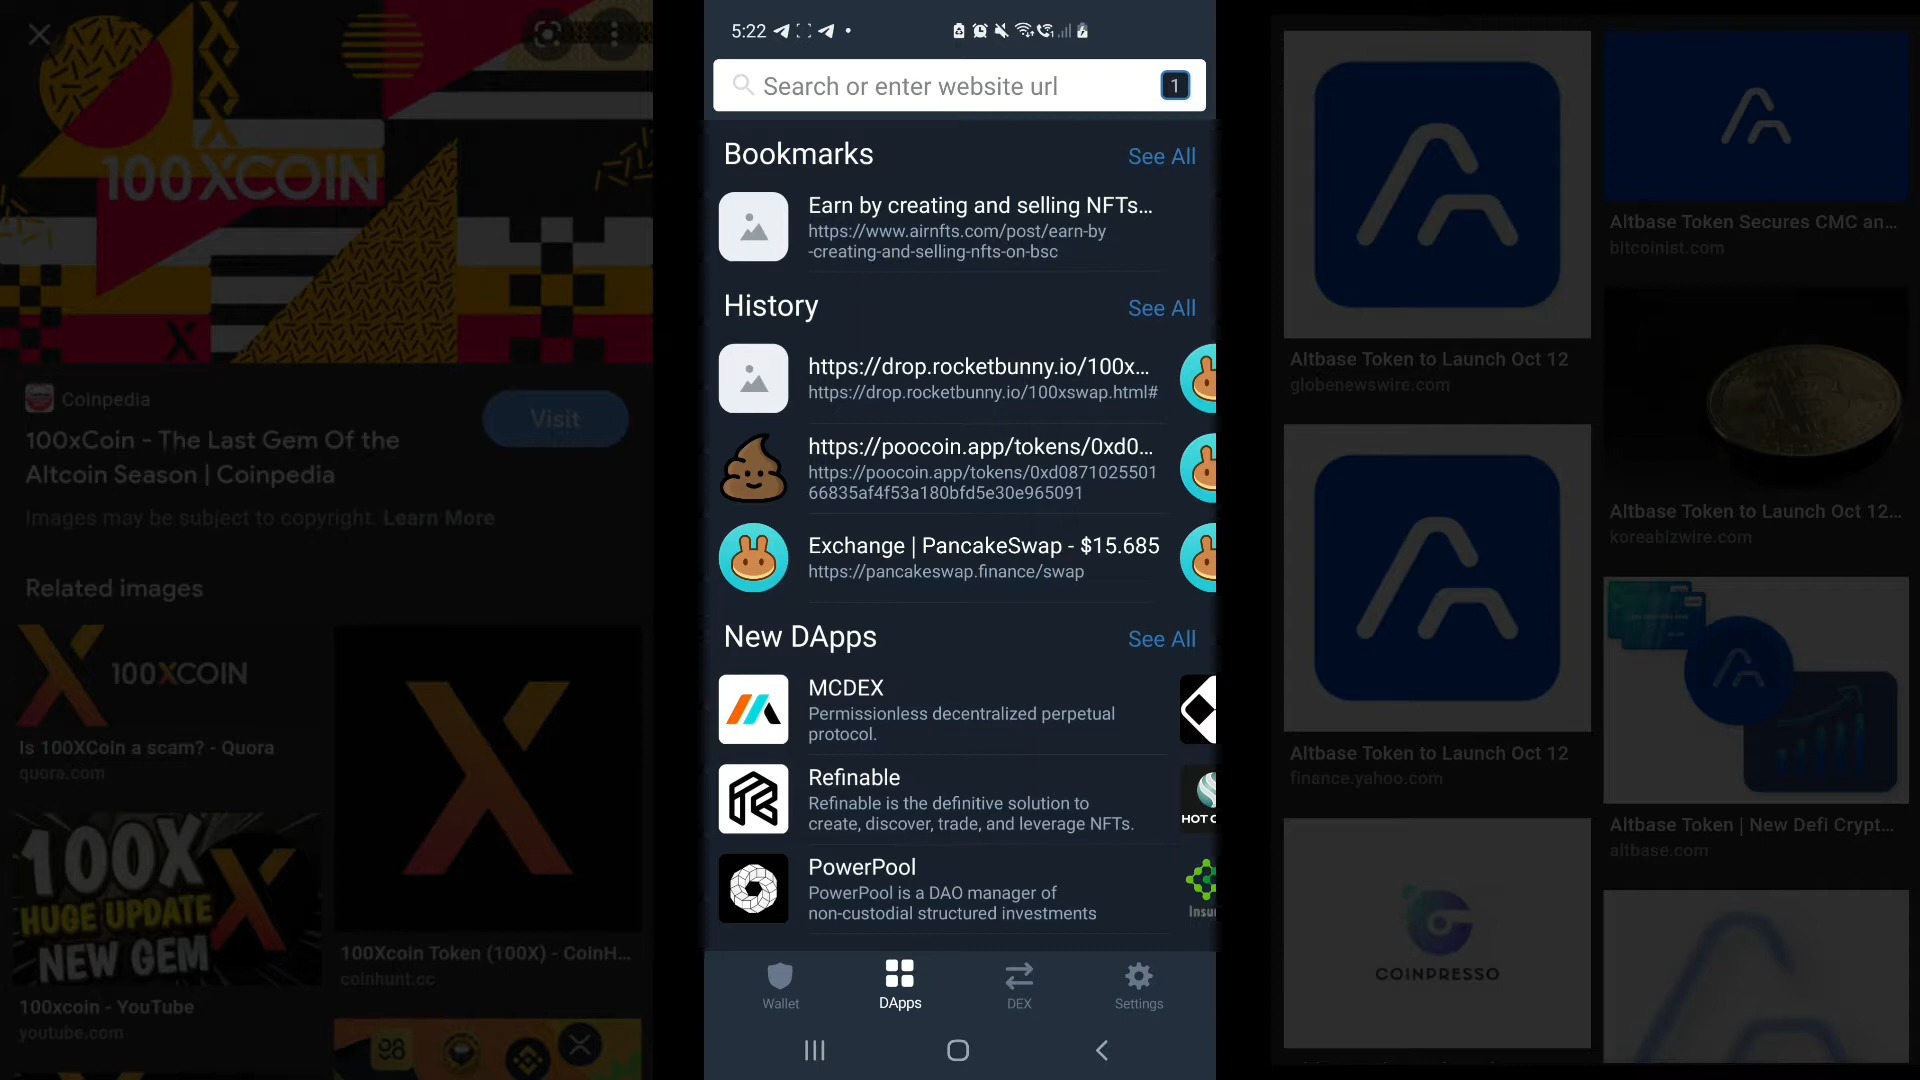 100XCOIN
Coinpedia
Visit
100xCoin - The Last Gem Of the
Altcoin Season | Coinpedia
Images may be subject to copyright. Learn More
Related images
100XCOIN
Is 100XCoin a scam? - Quora
quora.com
100X
HUGE UPDATE
NEW GEM
100xcoin - YouTube
youtube.com
100Xcoin Token (100X) - CoinH...
coinhunt.cc
98
5:22
Search or enter website url
1
Bookmarks
See All
Earn by creating and selling NFTs...
https://www.airnfts.com/post/earn-by
-creating-and-selling-nfts-on-bsc
History
See All
https://drop.rocketbunny.io/100x...
https://drop.rocketbunny.io/100xswap.html#
https://poocoin.app/tokens/0xd0...
https://poocoin.app/tokens/0xd0871025501
66835af4f53a180bfd5e30e965091
Exchange | PancakeSwap - $15.685
https://pancakeswap.finance/swap
New DApps
See All
MCDEX
Permissionless decentralized perpetual
protocol.
Refinable
Refinable is the definitive solution to
create, discover, trade, and leverage NFTs.
HOT C
PowerPool
PowerPool is a DAO manager of
non-custodial structured investments
Insu
Wallet
DApps
DEX
Settings
Altbase Token to Launch Oct 12
globenewswire.com
Altbase Token to Launch Oct 12
finance.yahoo.com
COINPRESSO
Altbase Token Secures CMC an...
bitcoinist.com
Altbase Token to Launch Oct 12...
koreabizwire.com
Altbase Token | New Defi Crypt...
altbase.com